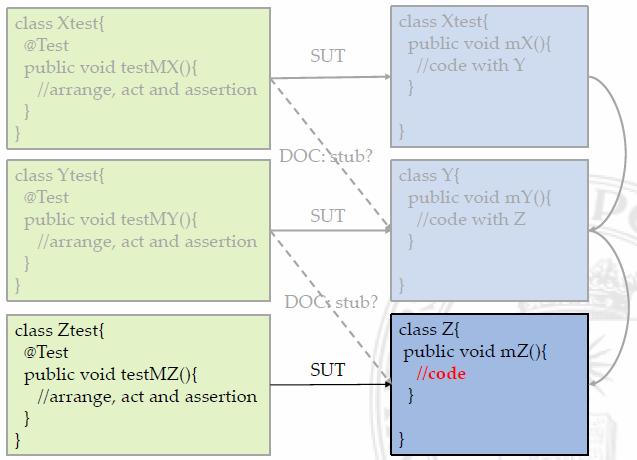 class Xtest{
@Test
public void testMX(){
//arrange, act and assertion
}
}
SUT
class Xtest{
public void mX(){
//code with Y
}
}
DOC: stub?
class Ytest{
@Test
public void testMY(){
//arrange, act and assertion
}
}
SUT
class Y{
public void mY(){
//code with Z
}
}
DOC: stub?
class Ztest{
@Test
public void testMZ(){
//arrange, act and assertion
}
}
SUT
class Z{
public void mZ(){
//code
}
}